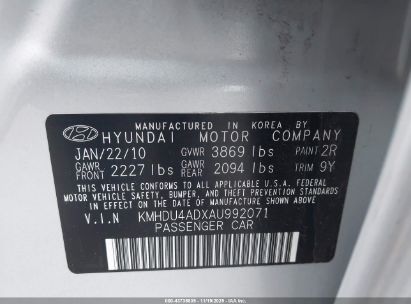 MANUFACTURED IN KOREA BY
HYUNDAI MOTOR COMPANY
JAN/22/10 GVWR 3869 lbs PAINT 2R
GAWR FRONT 2227 lbs GAWR REAR 2094 lbs TRIM 9Y
THIS VEHICLE CONFORMS TO ALL APPLICABLE U.S.A. FEDERAL
MOTOR VEHICLE SAFETY, BUMPER, AND THEFT PREVENTION STANDARDS
IN EFFECT ON THE DATE OF MANUFACTURE SHOWN ABOVE.
V.I.N KMHDU4ADXAU992071
PASSENGER CAR